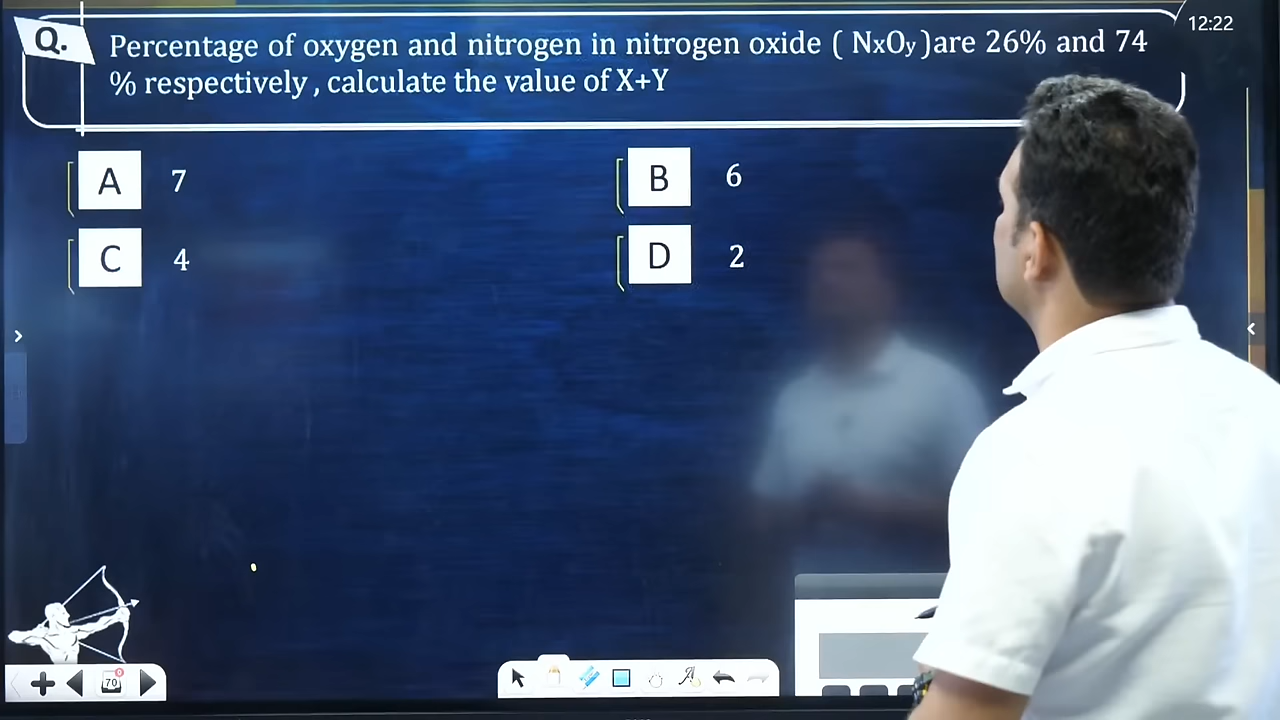 Q.
Percentage of oxygen and nitrogen in nitrogen oxide ( NxOy )are 26% and 74
% respectively , calculate the value of X+Y
12:22
A 7
B 6
C 4
D 2
70